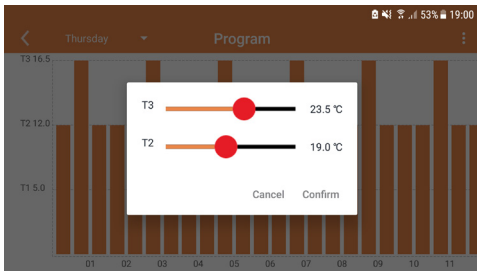 53% 19:00
Thursday Program
T3 16.5
T3 23.5 ℃
T2 12.0
T2 19.0 ℃
T1 5.0
Cancel Confirm
01 02 03 04 05 06 07 08 09 10 11